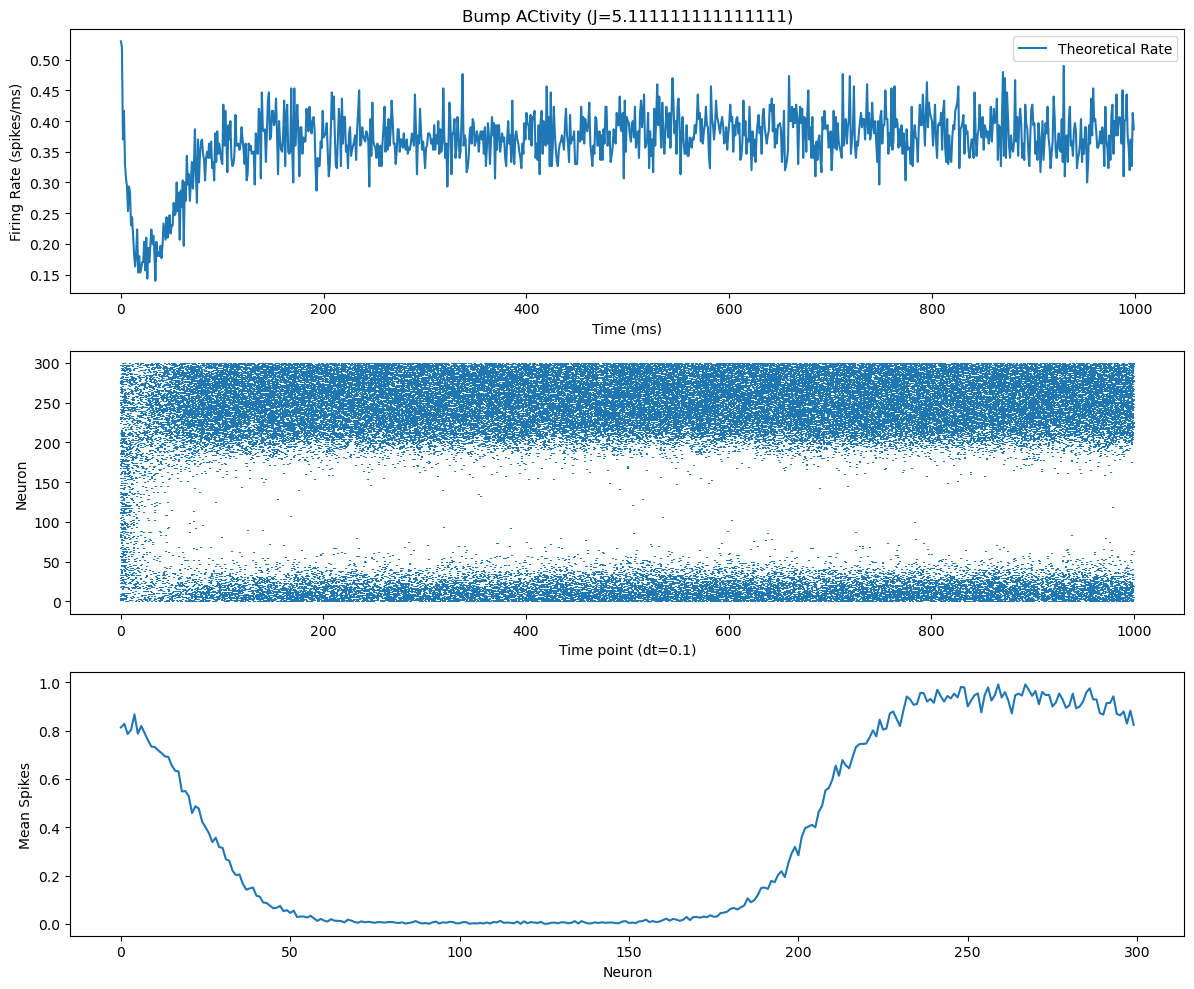 Bump ACtivity (J=5.111111111111111)
Theoretical Rate
Firing Rate (spikes/ms)
0.50
0.45
0.40
0.35
0.30
0.25
0.20
0.15
0 200 400 600 800 1000
Time (ms)
Neuron
300
250
200
150
100
50
0
0 200 400 600 800 1000
Time point (dt=0.1)
Mean Spikes
1.0
0.8
0.6
0.4
0.2
0.0
0 50 100 150 200 250 300
Neuron